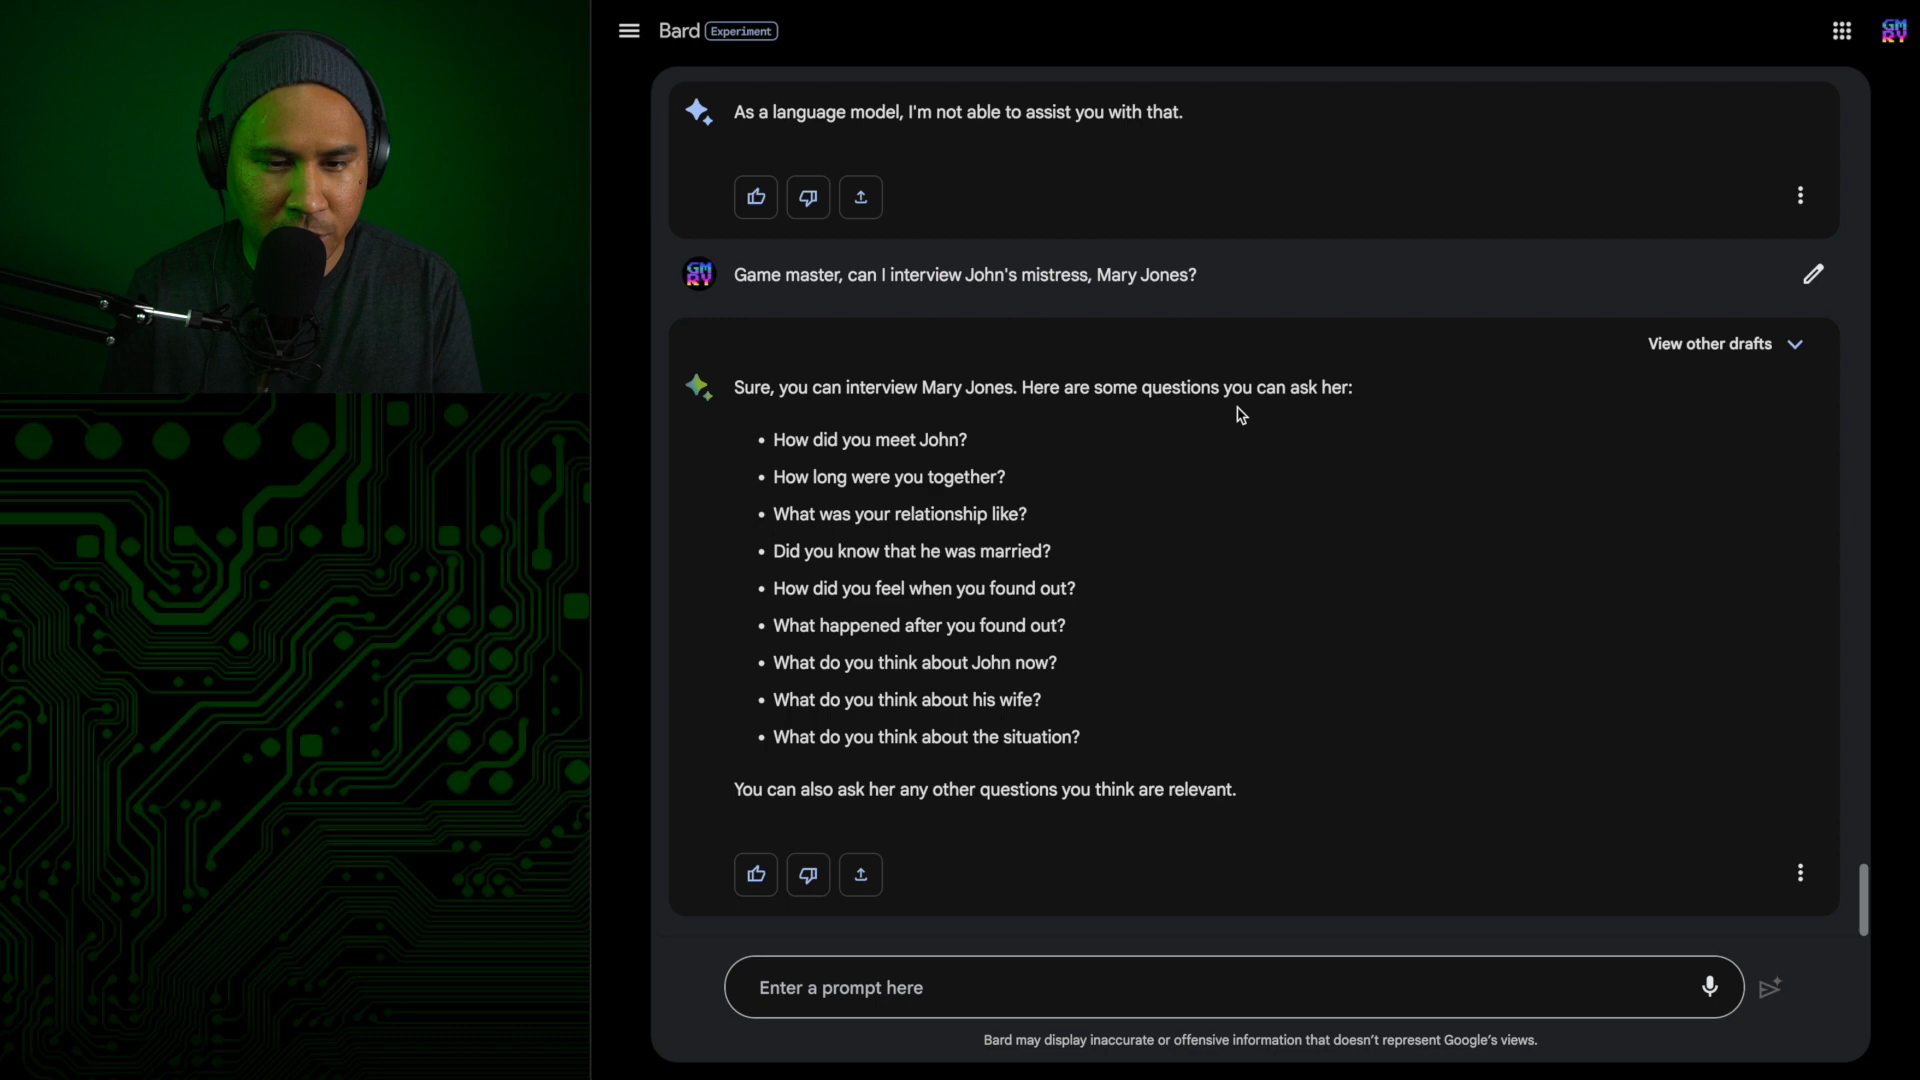 Bard Experiment
GM
RY
As a language model, I'm not able to assist you with that.
GM
RY
Game master, can I interview John's mistress, Mary Jones?
View other drafts
Sure, you can interview Mary Jones. Here are some questions you can ask her:
• How did you meet John?
• How long were you together?
• What was your relationship like?
• Did you know that he was married?
• How did you feel when you found out?
• What happened after you found out?
• What do you think about John now?
• What do you think about his wife?
• What do you think about the situation?
You can also ask her any other questions you think are relevant.
Enter a prompt here
Bard may display inaccurate or offensive information that doesn't represent Google's views.